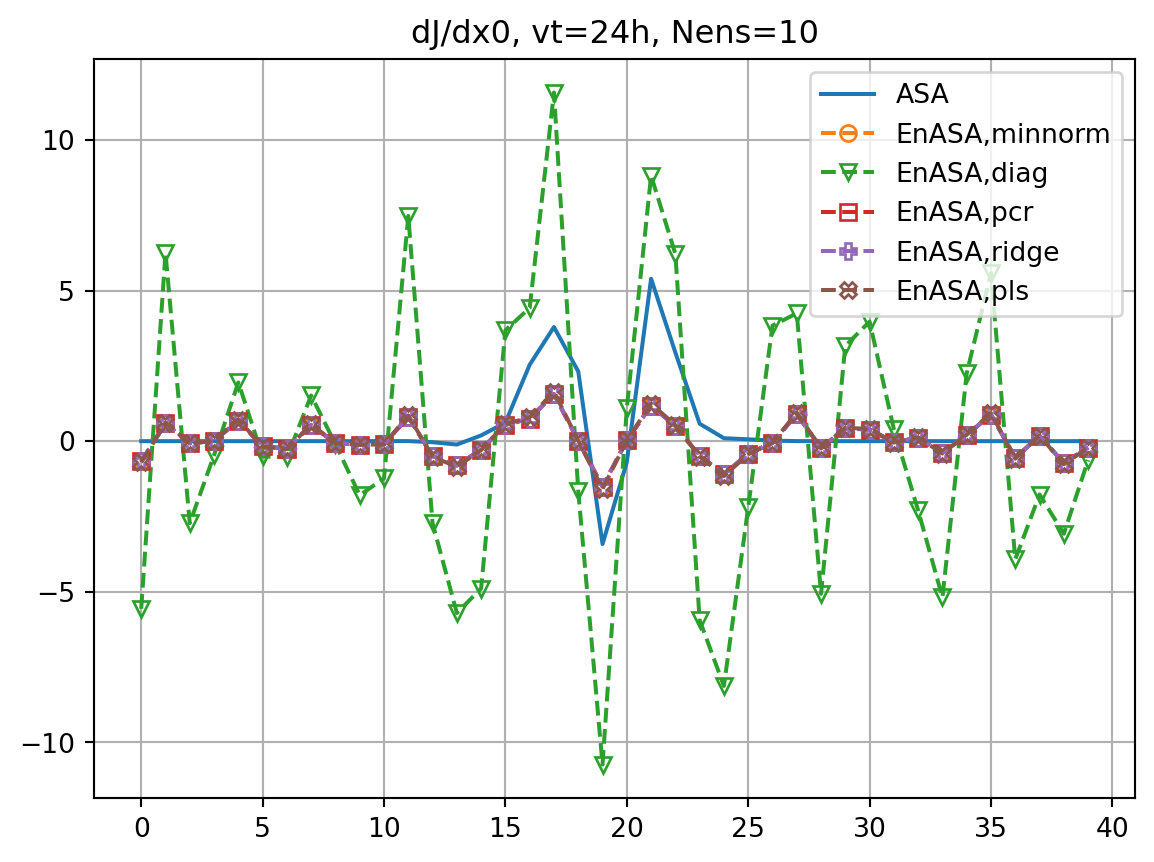 dJ/dx0, vt=24h, Nens=10
ASA
EnASA,minnorm
EnASA,diag
EnASA,pcr
EnASA,ridge
EnASA,pls
10
5
0
−5
−10
0 5 10 15 20 25 30 35 40